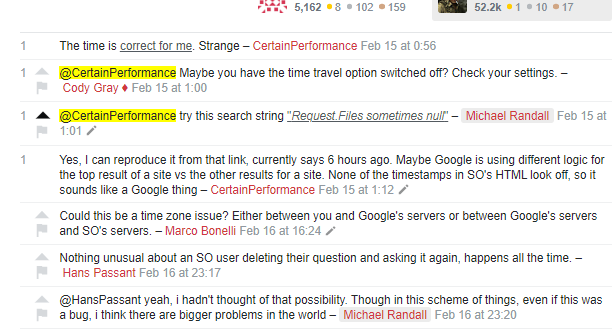 5,162 8 102 159
52.2k 1 10 17
1 The time is correct for me. Strange – CertainPerformance Feb 15 at 0:56
1 @CertainPerformance Maybe you have the time travel option switched off? Check your settings. –
Cody Gray ♦ Feb 15 at 1:00
1 @CertainPerformance try this search string "Request.Files sometimes null" – Michael Randall Feb 15 at
1:01
1 Yes, I can reproduce it from that link, currently says 6 hours ago. Maybe Google is using different logic for
the top result of a site vs the other results for a site. None of the timestamps in SO's HTML look off, so it
sounds like a Google thing – CertainPerformance Feb 15 at 1:12
Could this be a time zone issue? Either between you and Google's servers or between Google's servers
and SO's servers. – Marco Bonelli Feb 16 at 16:24
Nothing unusual about an SO user deleting their question and asking it again, happens all the time. –
Hans Passant Feb 16 at 23:17
@HansPassant yeah, i hadn't thought of that possibility. Though in this scheme of things, even if this was
a bug, i think there are bigger problems in the world – Michael Randall Feb 16 at 23:20